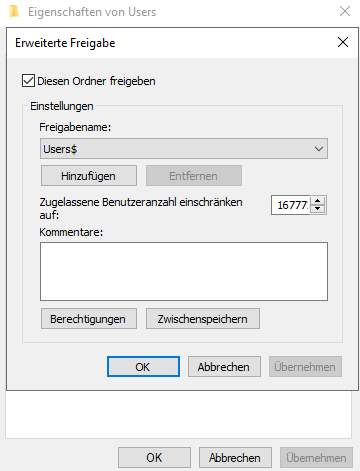 Eigenschaften von Users
Erweiterte Freigabe
Diesen Ordner freigeben
Einstellungen
Freigabename:
Users$
Hinzufügen
Entfernen
Zugelassene Benutzeranzahl einschränken
auf:
16777
Kommentare:
Berechtigungen
Zwischenspeichern
OK
Abbrechen
Übernehmen
OK
Abbrechen
Übernehmen